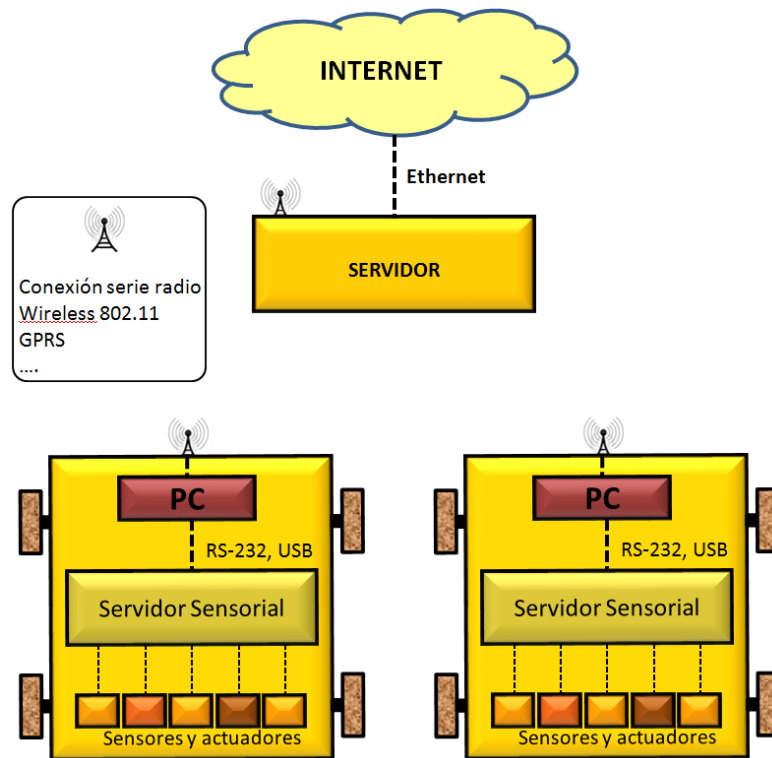 INTERNET
Ethernet
SERVIDOR
Conexión serie radio
Wireless 802.11
GPRS
....
PC
RS-232, USB
Servidor Sensorial
Sensores y actuadores
PC
RS-232, USB
Servidor Sensorial
Sensores y actuadores